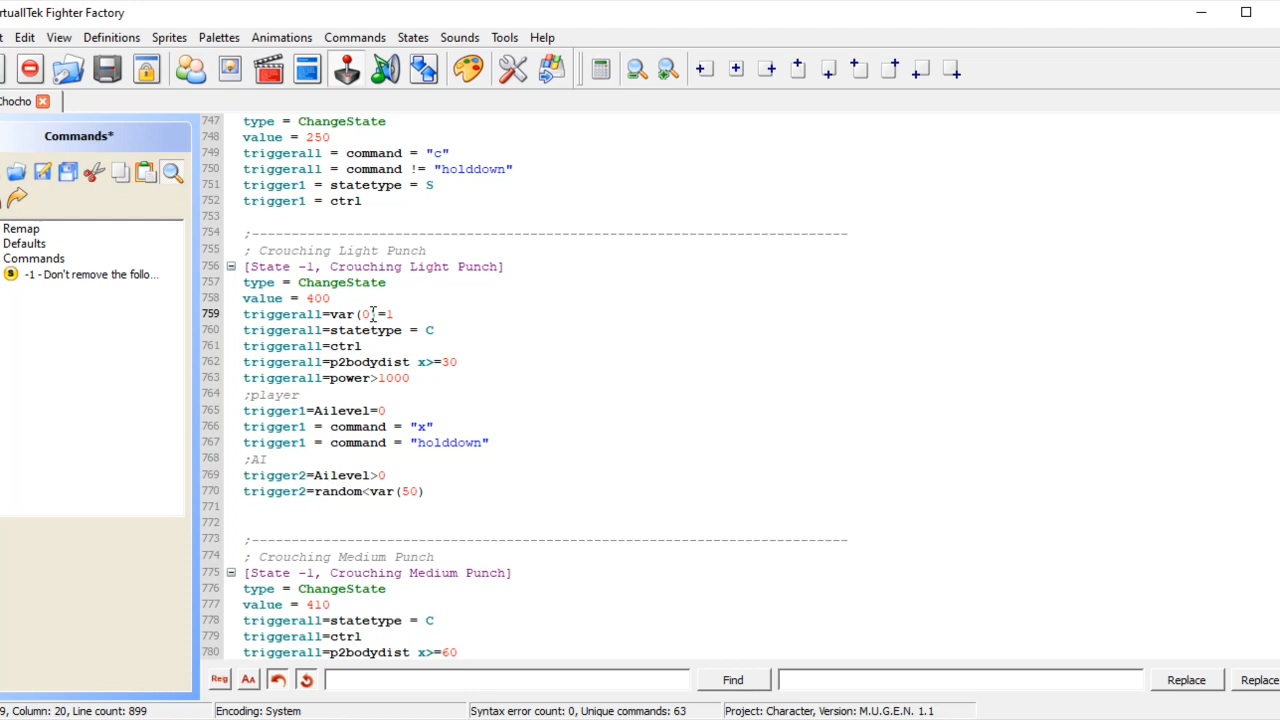 rtuallTek Fighter Factory
t Edit View Definitions Sprites Palettes Animations Commands States Sounds Tools Help
Chocho
Commands*
Remap
Defaults
Commands
S -1 - Don't remove the follo...
747 type = ChangeState
748 value = 250
749 triggerall = command = "c"
750 triggerall = command != "holddown"
751 trigger1 = statetype = S
752 trigger1 = ctrl
753
754 ;---------------------------------------------------------------------------
755 ; Crouching Light Punch
756 [State -1, Crouching Light Punch]
757 type = ChangeState
758 value = 400
759 triggerall=var(0)=1
760 triggerall=statetype = C
761 triggerall=ctrl
762 triggerall=p2bodydist x>=30
763 triggerall=power>1000
764 ;player
765 trigger1=Ailevel=0
766 trigger1 = command = "x"
767 trigger1 = command = "holddown"
768 ;AI
769 trigger2=Ailevel>0
770 trigger2=random<var(50)
771
772
773 ;---------------------------------------------------------------------------
774 ; Crouching Medium Punch
775 [State -1, Crouching Medium Punch]
776 type = ChangeState
777 value = 410
778 triggerall=statetype = C
779 triggerall=ctrl
780 triggerall=p2bodydist x>=60
Reg AA Find Replace Replace
9, Column: 20, Line count: 899 Encoding: System Syntax error count: 0, Unique commands: 63 Project: Character, Version: M.U.G.E.N. 1.1